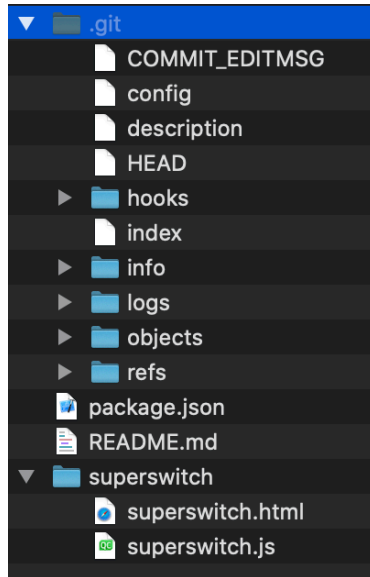 .git
COMMIT_EDITMSG
config
description
HEAD
hooks
index
info
logs
objects
refs
package.json
README.md
superswitch
superswitch.html
superswitch.js